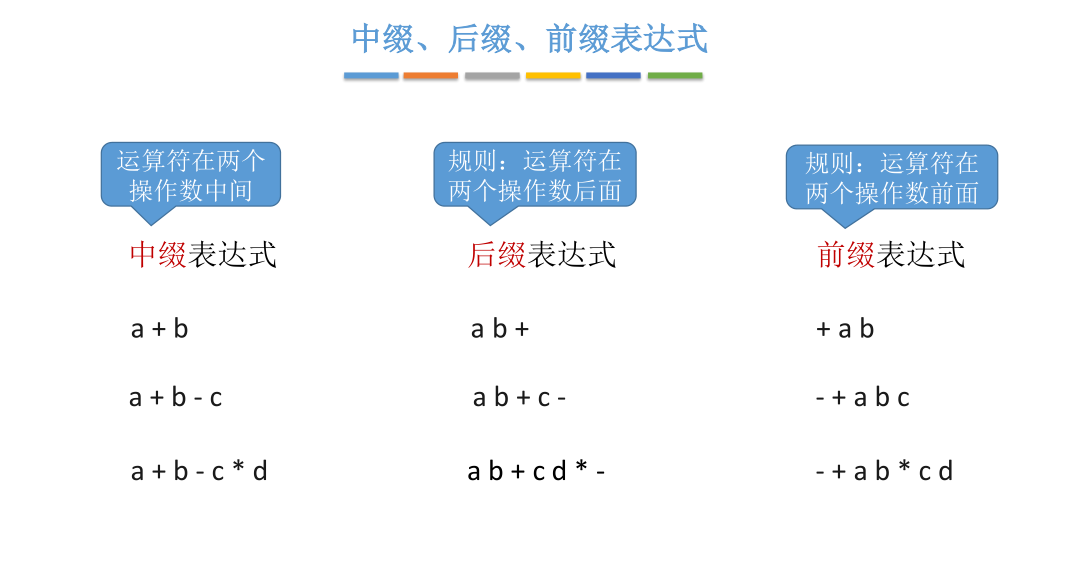 中缀、后缀、前缀表达式
运算符在两个
操作数中间
规则：运算符在
两个操作数后面
规则：运算符在
两个操作数前面
中缀表达式
后缀表达式
前缀表达式
a + b
a b +
+ a b
a + b - c
a b + c -
- + a b c
a + b - c * d
a b + c d * -
- + a b * c d